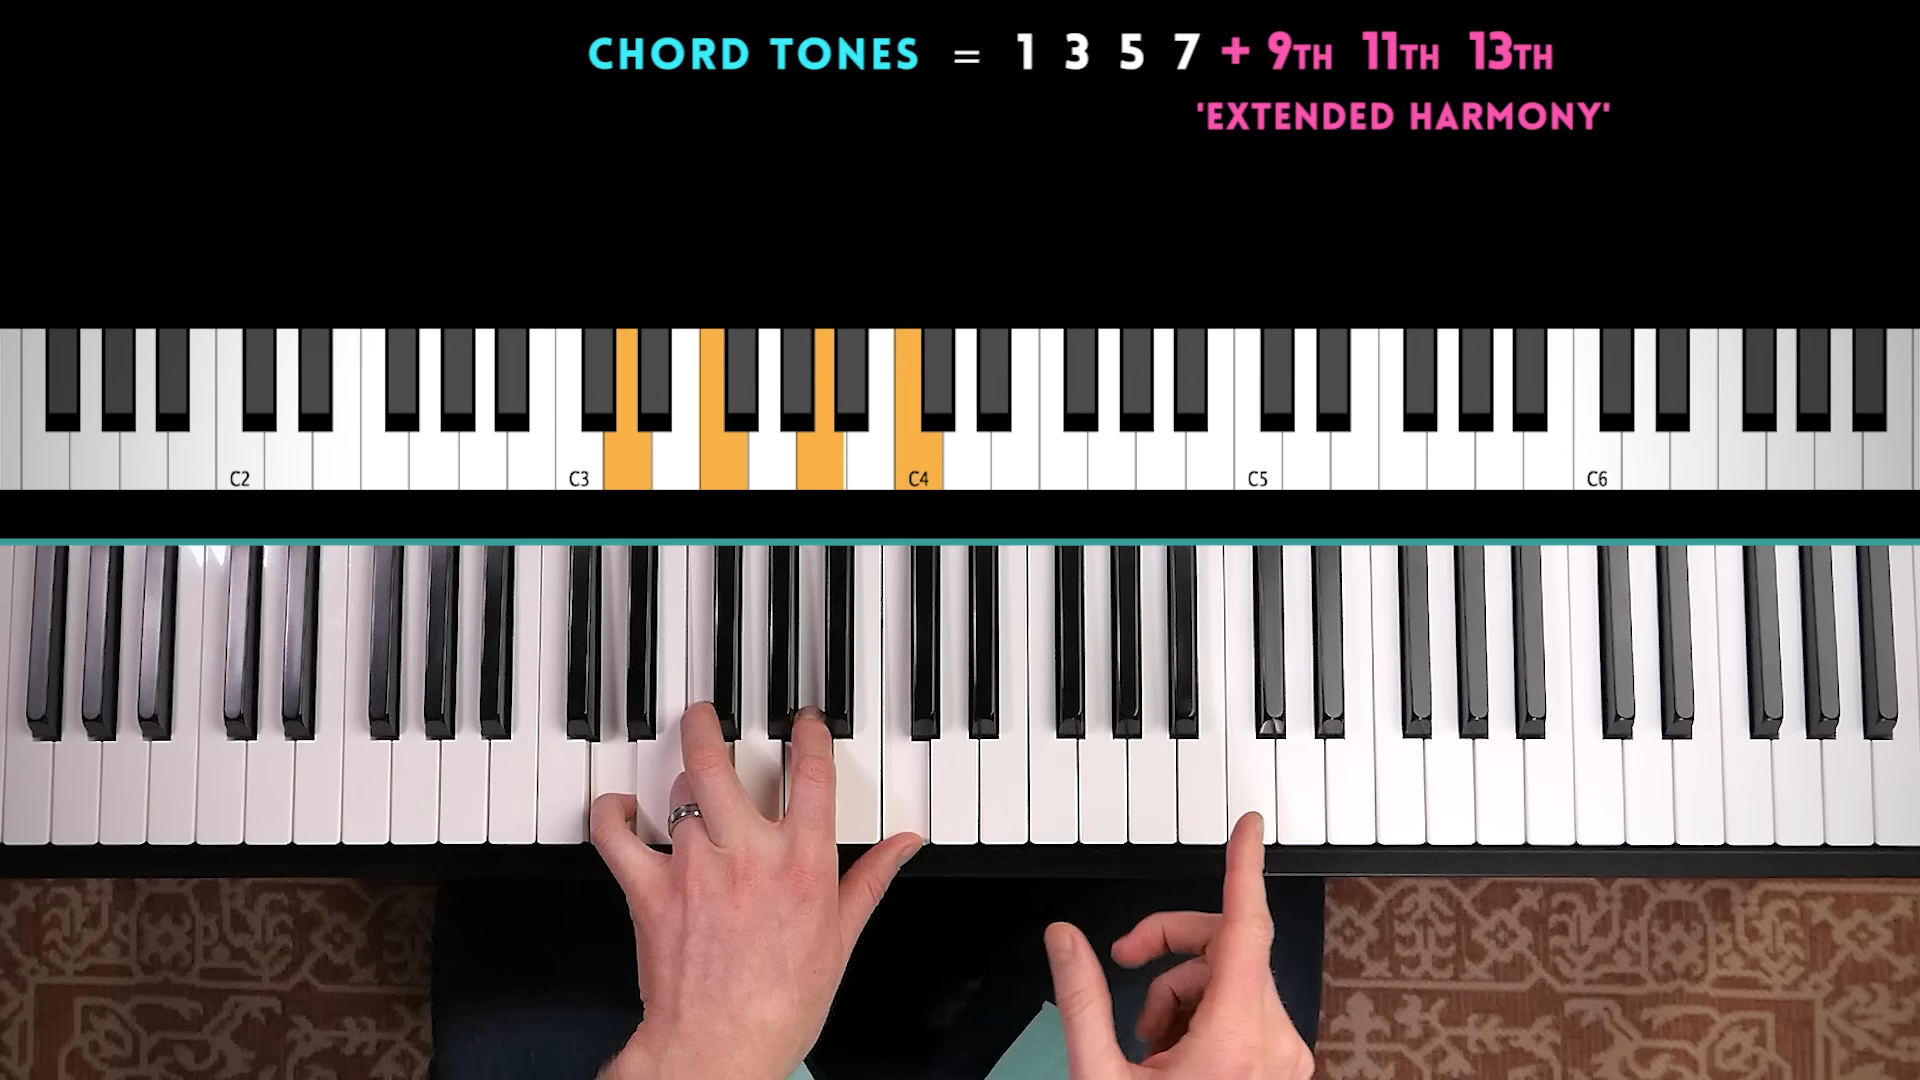 CHORD TONES = 1 3 5 7 + 9TH 11TH 13TH
'EXTENDED HARMONY'
C2 C3 C4 C5 C6